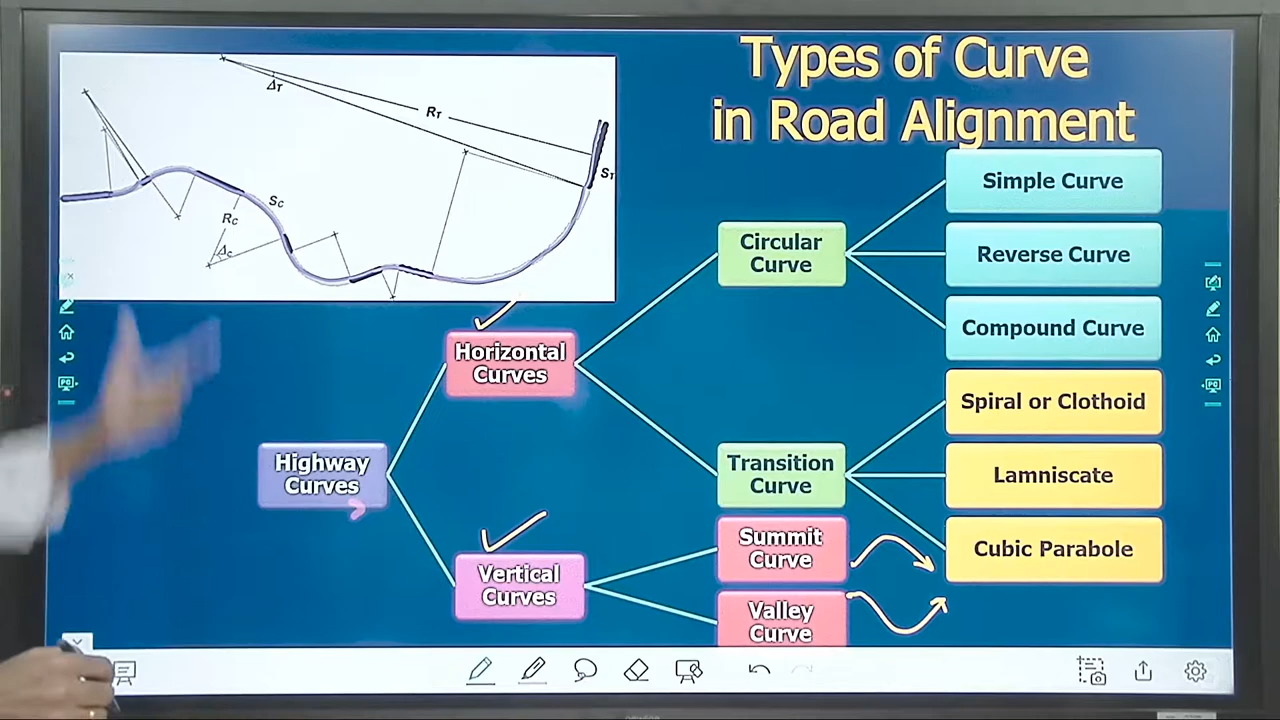 Types of Curve
in Road Alignment
ΔT
RT
ST
SC
RC
Δc
Simple Curve
Circular
Curve
Reverse Curve
Compound Curve
Horizontal
Curves
Spiral or Clothoid
Highway
Curves
Transition
Curve
Lamniscate
Summit
Curve
Cubic Parabole
Vertical
Curves
Valley
Curve